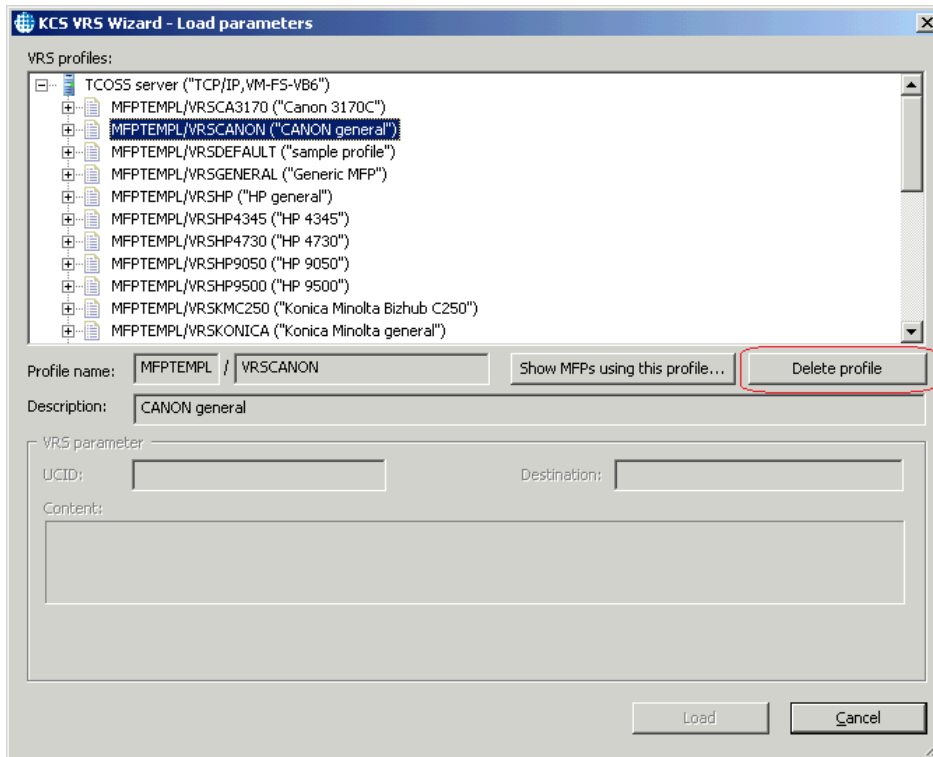 KCS VRS Wizard - Load parameters
VRS profiles:
TCOSS server ("TCP/IP,VM-FS-VB6")
MFPTEMPL/VRSCA3170 ("Canon 3170C")
MFPTEMPL/VRSCANON ("CANON general")
MFPTEMPL/VRSDEFAULT ("sample profile")
MFPTEMPL/VRSGENERAL ("Generic MFP")
MFPTEMPL/VRSHP ("HP general")
MFPTEMPL/VRSHP4345 ("HP 4345")
MFPTEMPL/VRSHP4730 ("HP 4730")
MFPTEMPL/VRSHP9050 ("HP 9050")
MFPTEMPL/VRSHP9500 ("HP 9500")
MFPTEMPL/VRSKMC250 ("Konica Minolta Bizhub C250")
MFPTEMPL/VRSKONICA ("Konica Minolta general")
Profile name: MFPTEMPL / VRSCANON Show MFPs using this profile... Delete profile
Description: CANON general
VRS parameter
UCID: Destination:
Content:
Load Cancel